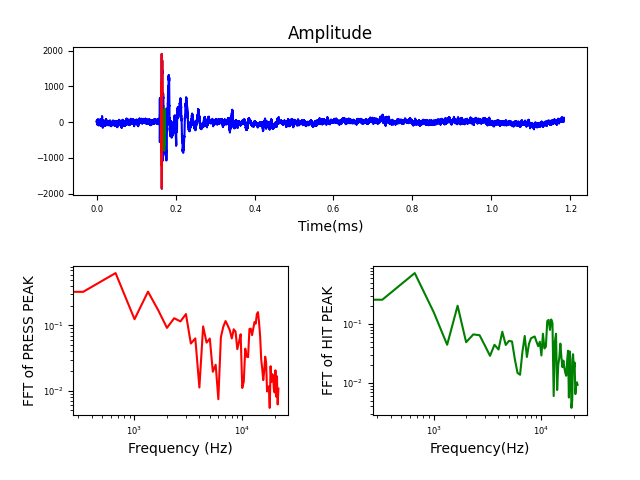 Amplitude
2000
1000
0
−1000
−2000
0.0 0.2 0.4 0.6 0.8 1.0 1.2
Time(ms)
FFT of PRESS PEAK
10⁻¹
10⁻²
10³ 10⁴
Frequency (Hz)
FFT of HIT PEAK
10⁻¹
10⁻²
10³ 10⁴
Frequency(Hz)